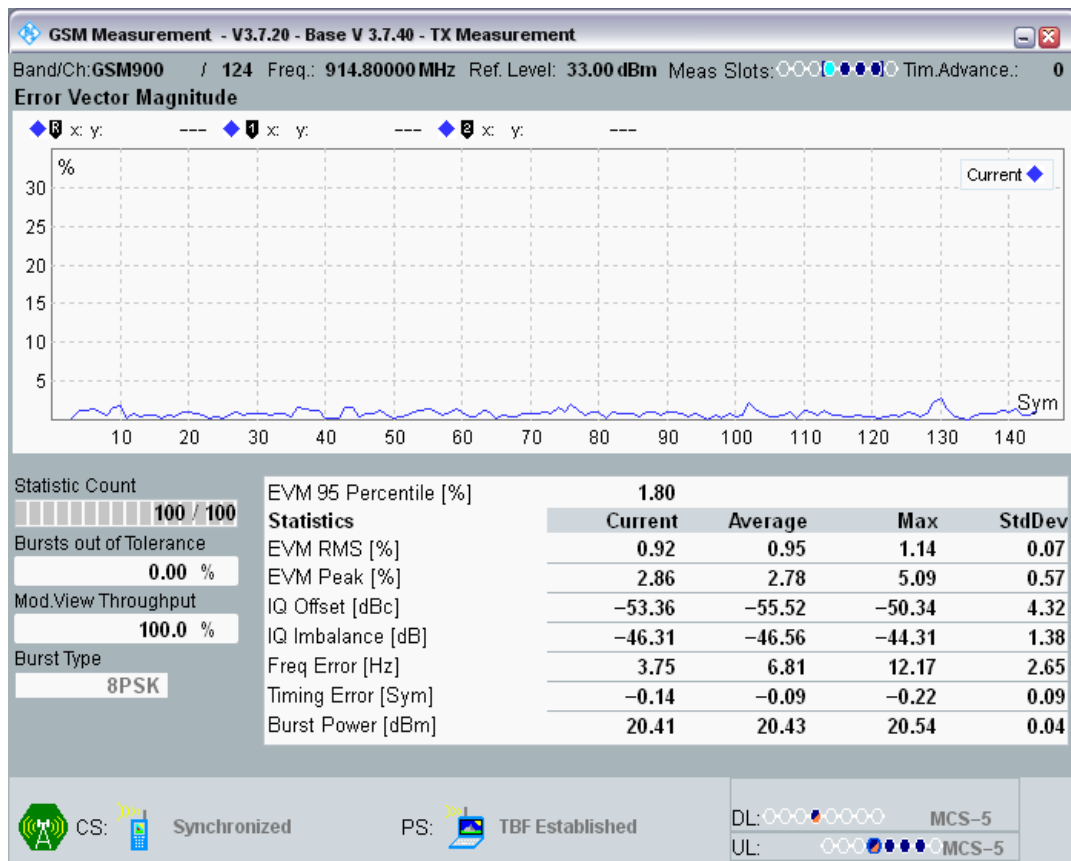 GSM Measurement - V3.7.20 - Base V 3.7.40 - TX Measurement
Band/Ch:GSM900 / 124 Freq.: 914.80000 MHz Ref. Level: 33.00 dBm Meas Slots: Tim.Advance.: 0
Error Vector Magnitude
R x: y: --- 1 x: y: --- 2 x: y: ---
%
Current
30
25
20
15
10
5
Sym
10 20 30 40 50 60 70 80 90 100 110 120 130 140
Statistic Count
100 / 100
Bursts out of Tolerance
0.00 %
Mod.View Throughput
100.0 %
Burst Type
8PSK
EVM 95 Percentile [%] 1.80
Statistics Current Average Max StdDev
EVM RMS [%] 0.92 0.95 1.14 0.07
EVM Peak [%] 2.86 2.78 5.09 0.57
IQ Offset [dBc] −53.36 −55.52 −50.34 4.32
IQ Imbalance [dB] −46.31 −46.56 −44.31 1.38
Freq Error [Hz] 3.75 6.81 12.17 2.65
Timing Error [Sym] −0.14 −0.09 −0.22 0.09
Burst Power [dBm] 20.41 20.43 20.54 0.04
CS: Synchronized PS: TBF Established
DL: MCS−5
UL: MCS−5